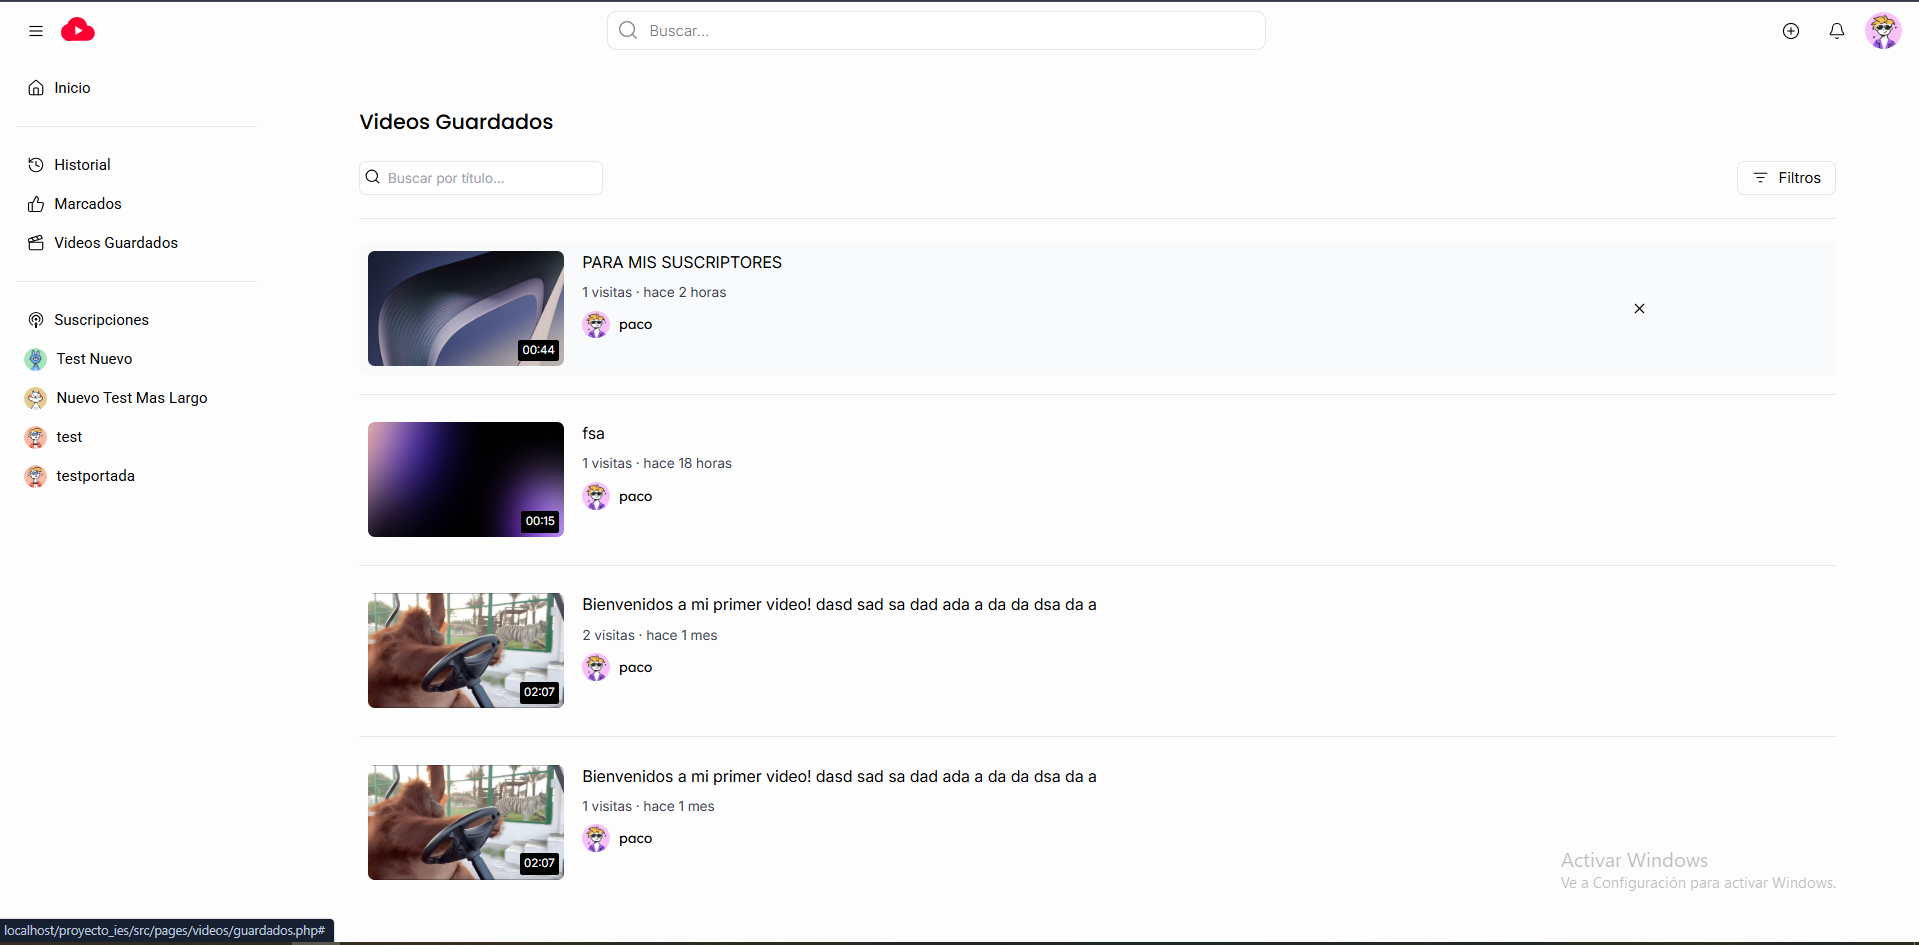 Buscar...
Inicio
Historial
Marcados
Videos Guardados
Suscripciones
Test Nuevo
Nuevo Test Mas Largo
test
testportada
Videos Guardados
Buscar por título...
Filtros
PARA MIS SUSCRIPTORES
1 visitas · hace 2 horas
paco
00:44
fsa
1 visitas · hace 18 horas
paco
00:15
Bienvenidos a mi primer video! dasd sad sa dad ada a da da dsa da a
2 visitas · hace 1 mes
paco
02:07
Bienvenidos a mi primer video! dasd sad sa dad ada a da da dsa da a
1 visitas · hace 1 mes
paco
02:07
Activar Windows
Ve a Configuración para activar Windows.
localhost/proyecto_ies/src/pages/videos/guardados.php#